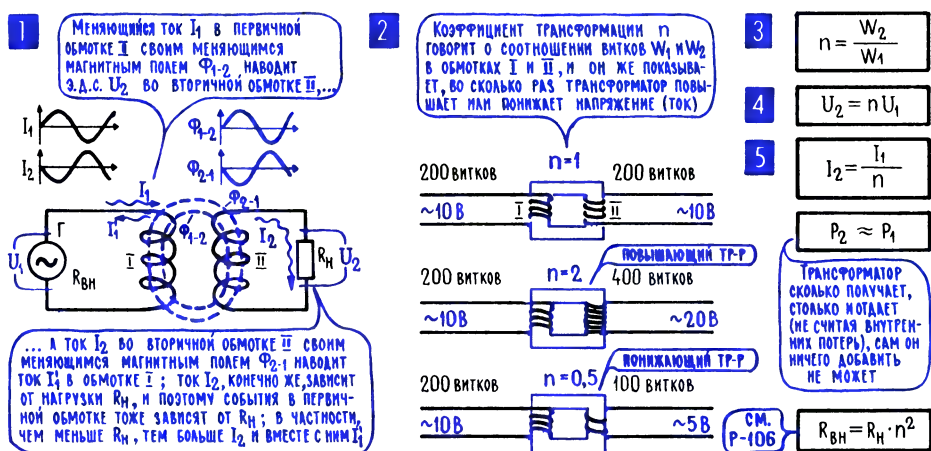 1
Меняющийся ток I₁ в первичной
обмотке II своим меняющимся
магнитным полем Ф₁₋₂ наводит
э.д.с. U₂ во вторичной обмотке II,...
I₁
Ф₁₋₂
I₂
Ф₂₋₁
I₁
I'₁
Ф₂₋₁
Ф₁₋₂
I₂
Г
U₁
~
Rвн
I
II
Rн
U₂
... а ток I₂ во вторичной обмотке II своим
меняющимся магнитным полем Ф₂₋₁ наводит
ток I'₁ в обмотке I; ток I₂, конечно же, зависит
от нагрузки Rн, и поэтому события в первич-
ной обмотке тоже зависят от Rн; в частности,
чем меньше Rн, тем больше I₂ и вместе с ним I'₁
2
Коэффициент трансформации n
говорит о соотношении витков W₁ и W₂
в обмотках I и II, и он же показыва-
ет, во сколько раз трансформатор повы-
шает или понижает напряжение (ток)
200 витков
n=1
200 витков
~10В
I
II
~10В
повышающий тр-р
200 витков
n=2
400 витков
~10В
~20В
понижающий тр-р
200 витков
n=0,5
100 витков
~10В
~5В
3
n = W₂/W₁
4
U₂ = nU₁
5
I₂ = I₁/n
P₂ ≈ P₁
Трансформатор
сколько получает,
столько и отдает
(не считая внутрен-
них потерь), сам он
ничего добавить
не может
см.
Р-106
Rвн = Rн · n²